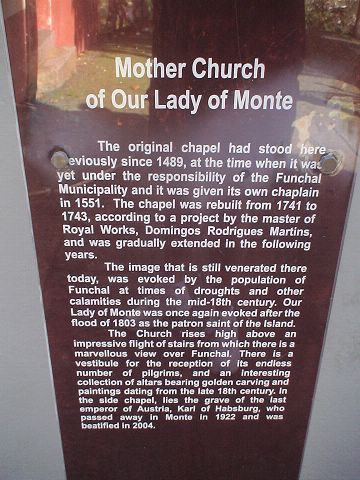 Mother Church
of Our Lady of Monte
The original chapel had stood here
eviously since 1489, at the time when it was
yet under the responsibility of the Funchal
Municipality and it was given its own chaplain
in 1551. The chapel was rebuilt from 1741 to
1743, according to a project by the master of
Royal Works, Domingos Rodrigues Martins,
and was gradually extended in the following
years.
The image that is still venerated there
today, was evoked by the population of
Funchal at times of droughts and other
calamities during the mid-18th century. Our
Lady of Monte was once again evoked after the
flood of 1803 as the patron saint of the Island.
The Church rises high above an
impressive flight of stairs from which there is a
marvellous view over Funchal. There is a
vestibule for the reception of its endless
number of pilgrims, and an interesting
collection of altars bearing golden carving and
paintings dating from the late 18th century. In
the side chapel, lies the grave of the last
emperor of Austria, Karl of Habsburg, who
passed away in Monte in 1922 and was
beatified in 2004.